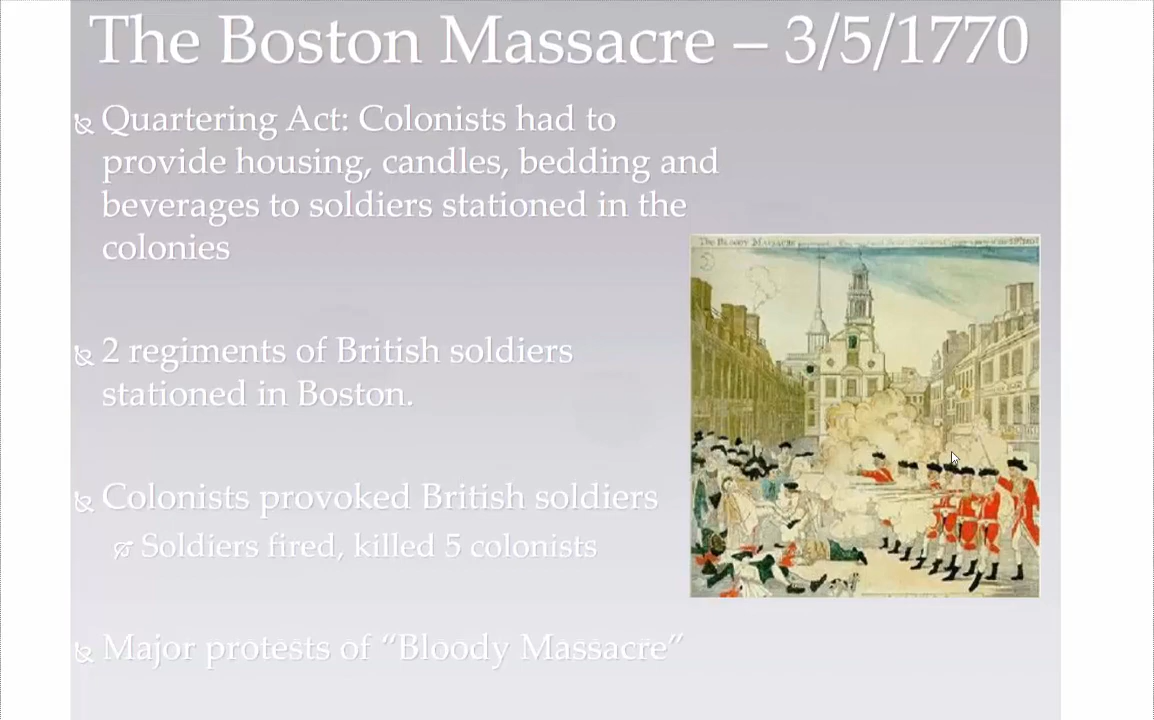 The Boston Massacre – 3/5/1770
Quartering Act: Colonists had to
provide housing, candles, bedding and
beverages to soldiers stationed in the
colonies
The Bloody Massacre
2 regiments of British soldiers
stationed in Boston.
Colonists provoked British soldiers
Soldiers fired, killed 5 colonists
Major protests of “Bloody Massacre”